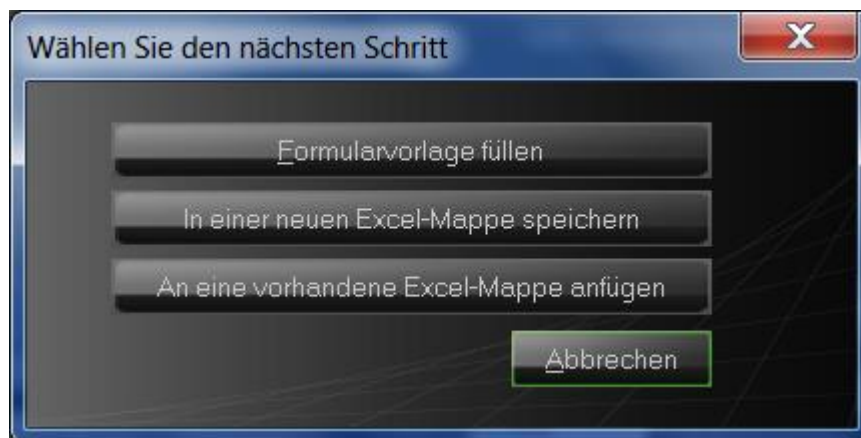 Wählen Sie den nächsten Schritt
Formularvorlage füllen
In einer neuen Excel-Mappe speichern
An eine vorhandene Excel-Mappe anfügen
Abbrechen